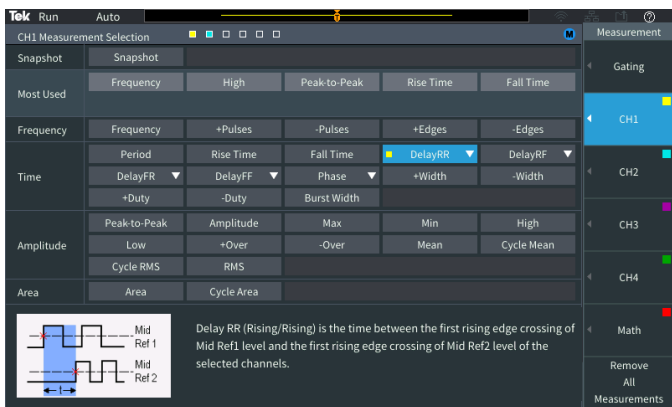 Tek Run Auto
CH1 Measurement Selection M Measurement
Snapshot Snapshot
Gating
Most Used Frequency High Peak-to-Peak Rise Time Fall Time
CH1
Frequency Frequency +Pulses -Pulses +Edges -Edges
Time Period Rise Time Fall Time DelayRR DelayRF
DelayFR DelayFF Phase +Width -Width
CH2
+Duty -Duty Burst Width
Amplitude Peak-to-Peak Amplitude Max Min High
CH3
Low +Over -Over Mean Cycle Mean
Cycle RMS RMS
CH4
Area Area Cycle Area
Mid
Ref 1
Mid
Ref 2
t
Delay RR (Rising/Rising) is the time between the first rising edge crossing of
Mid Ref1 level and the first rising edge crossing of Mid Ref2 level of the
selected channels.
Math
Remove
All
Measurements